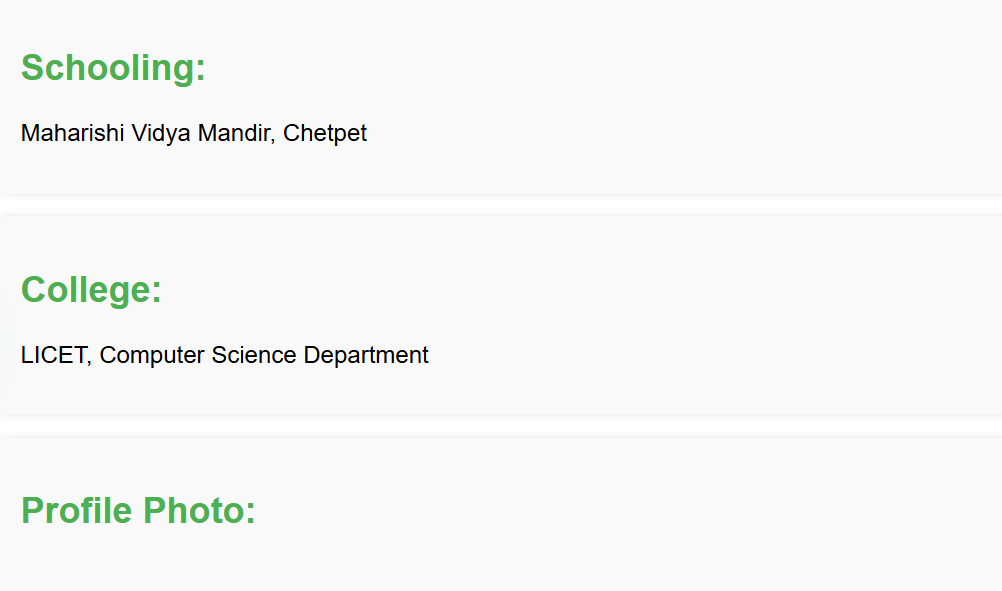 Schooling:
Maharishi Vidya Mandir, Chetpet
College:
LICET, Computer Science Department
Profile Photo: